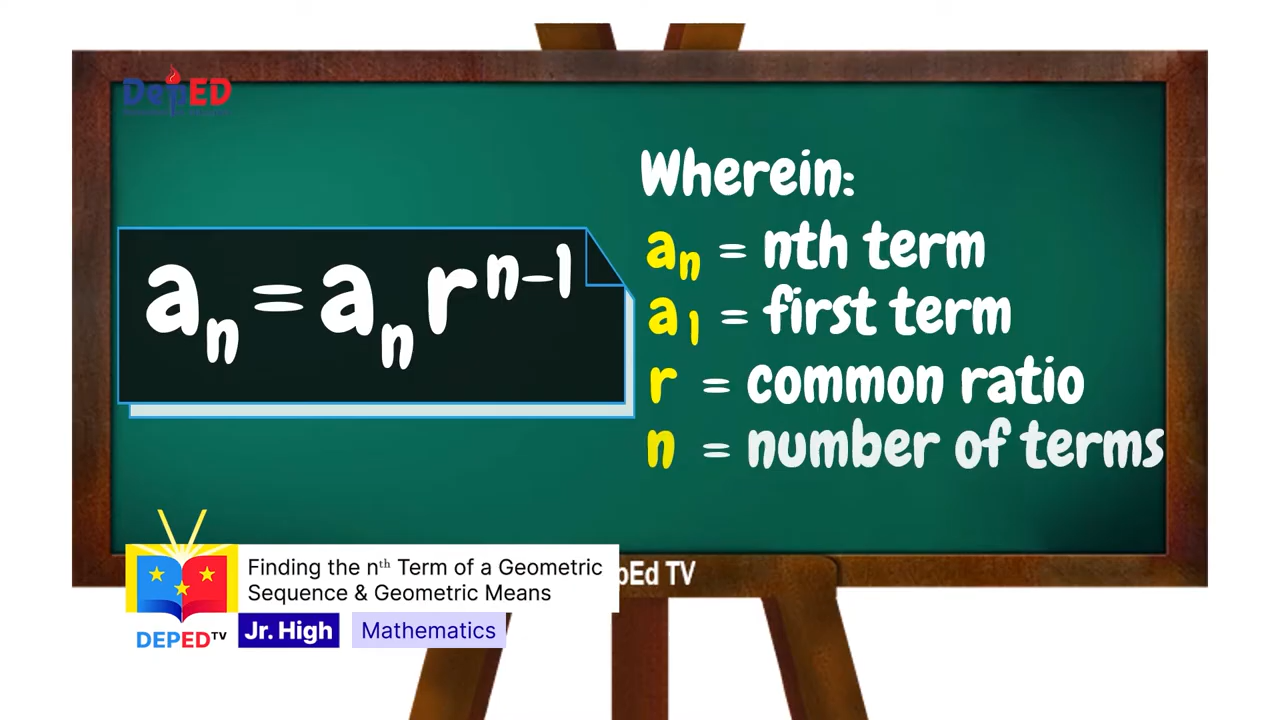 DepED
Wherein:
aₙ = aₙ rⁿ⁻¹
aₙ = nth term
a₁ = first term
r = common ratio
n = number of terms
pEd TV
Finding the nᵗʰ Term of a Geometric
Sequence & Geometric Means
DEPED TV
Jr. High
Mathematics